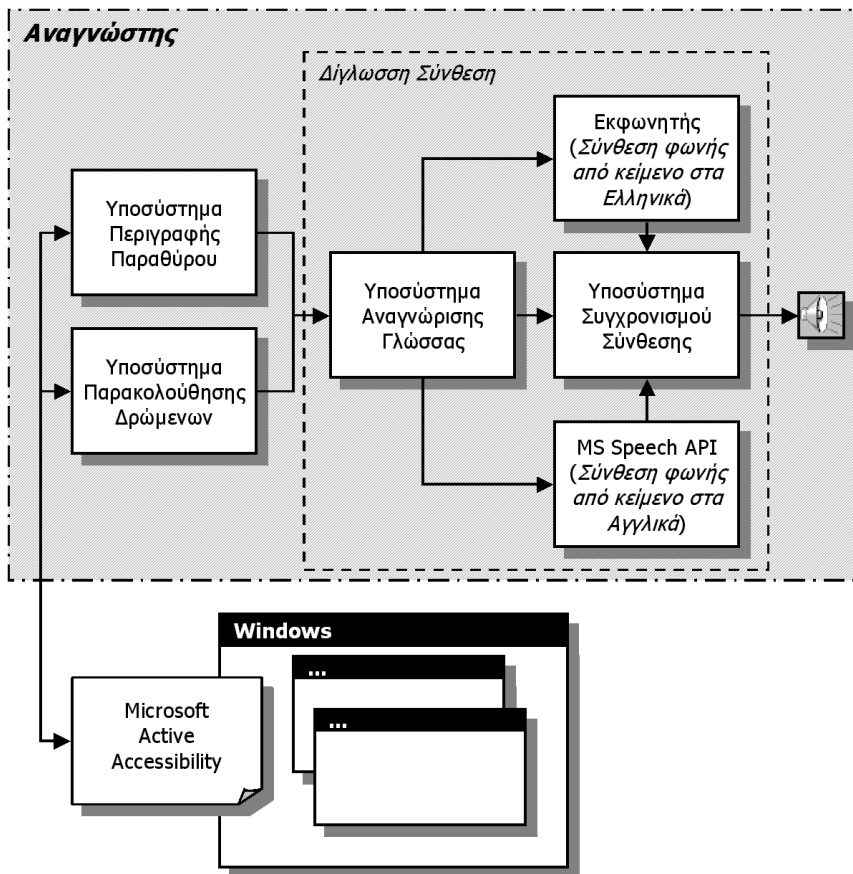 Αναγνώστης
Δίγλωσση Σύνθεση
Εκφωνητής
(Σύνθεση φωνής
από κείμενο στα
Ελληνικά)
Υποσύστημα
Περιγραφής
Παραθύρου
Υποσύστημα
Αναγνώρισης
Γλώσσας
Υποσύστημα
Συγχρονισμού
Σύνθεσης
Υποσύστημα
Παρακολούθησης
Δρώμενων
MS Speech API
(Σύνθεση φωνής
από κείμενο στα
Αγγλικά)
Windows
...
...
Microsoft
Active
Accessibility